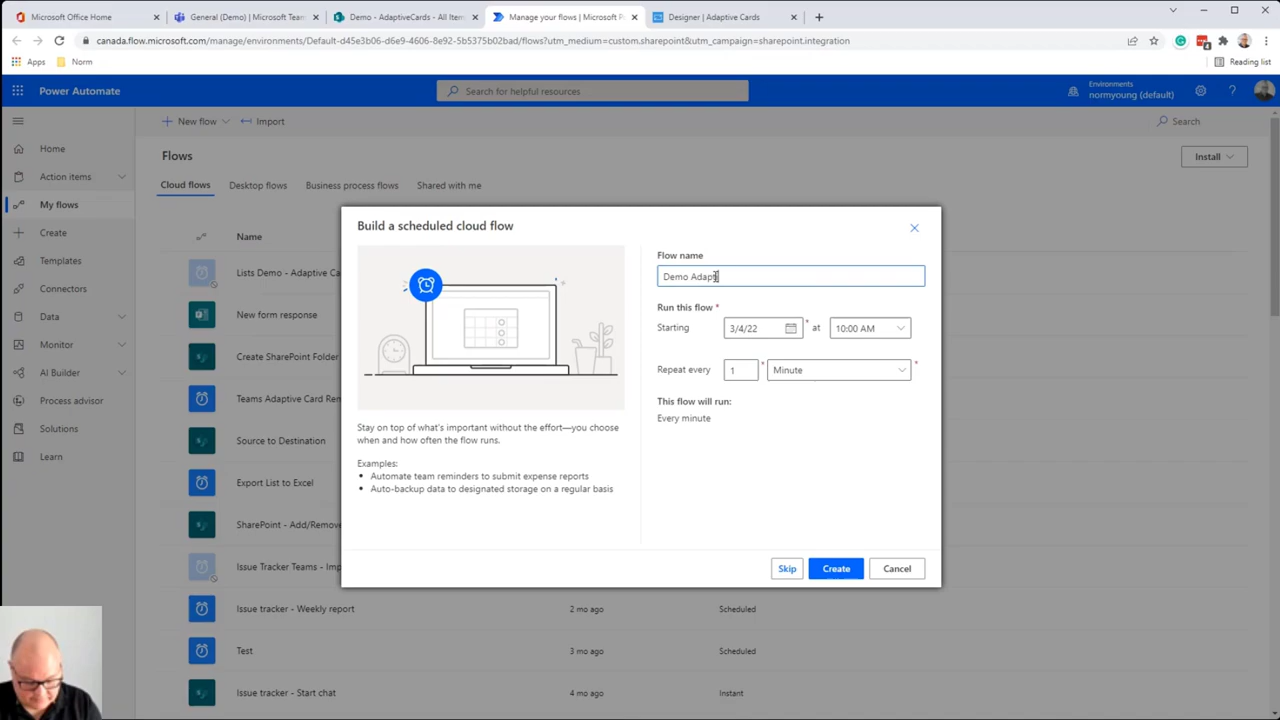 Microsoft Office Home
General (Demo) | Microsoft Team
Demo - AdaptiveCards - All Item
Manage your flows | Microsoft P
Designer | Adaptive Cards
canada.flow.microsoft.com/manage/environments/Default-d45e3b06-d6e9-4606-8e92-5b5375b02bad/flows?utm_medium=custom.sharepoint&utm_campaign=sharepoint.integration
Apps
Norm
Reading list
Power Automate
Search for helpful resources
Environments
normyoung (default)
New flow
Import
Search
Home
Action items
My flows
Create
Templates
Connectors
Data
Monitor
AI Builder
Process advisor
Solutions
Learn
Flows
Install
Cloud flows
Desktop flows
Business process flows
Shared with me
Name
Lists Demo - Adaptive Ca
New form response
Create SharePoint Folder
Teams Adaptive Card Rem
Source to Destination
Export List to Excel
SharePoint - Add/Remove
Issue Tracker Teams - Imp
Issue tracker - Weekly report
2 mo ago
Scheduled
Test
3 mo ago
Scheduled
Issue tracker - Start chat
4 mo ago
Instant
Build a scheduled cloud flow
Stay on top of what's important without the effort—you choose
when and how often the flow runs.
Examples:
• Automate team reminders to submit expense reports
• Auto-backup data to designated storage on a regular basis
Flow name
Demo Adapt
Run this flow *
Starting
3/4/22
* at
10:00 AM
Repeat every
1
*
Minute
*
This flow will run:
Every minute
Skip
Create
Cancel